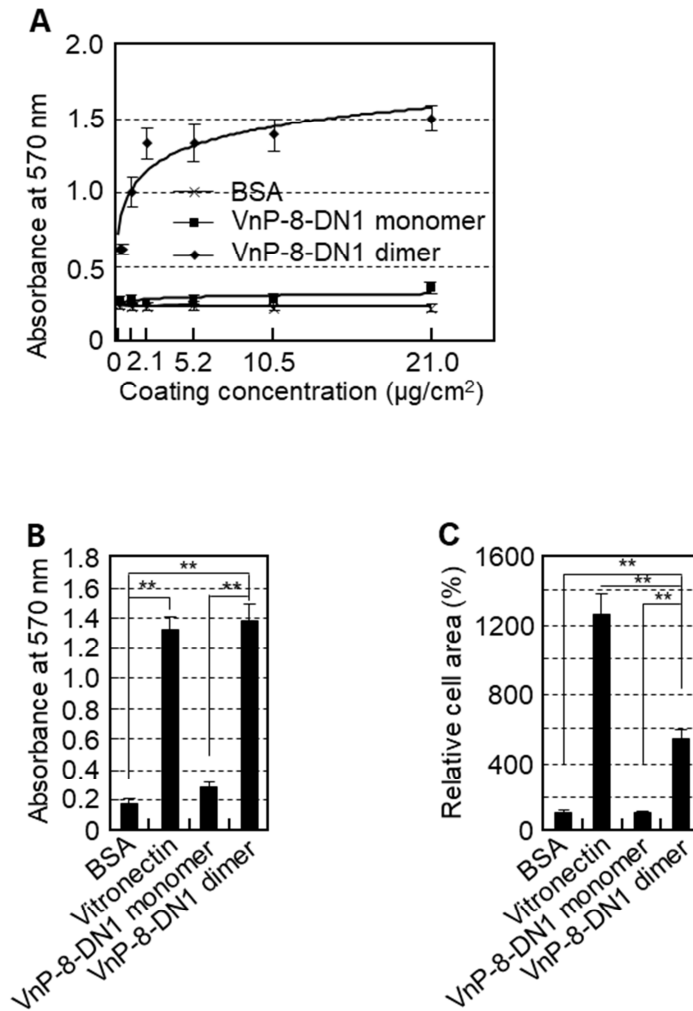 A
Absorbance at 570 nm
2.0
1.5
1.0
0.5
0
BSA
VnP-8-DN1 monomer
VnP-8-DN1 dimer
0 2.1 5.2 10.5 21.0
Coating concentration (µg/cm²)
B
Absorbance at 570 nm
1.8
1.6
1.4
1.2
1.0
0.8
0.6
0.4
0.2
0
**
**
**
BSA
Vitronectin
VnP-8-DN1 monomer
VnP-8-DN1 dimer
C
Relative cell area (%)
1600
1200
800
400
0
**
**
**
BSA
Vitronectin
VnP-8-DN1 monomer
VnP-8-DN1 dimer